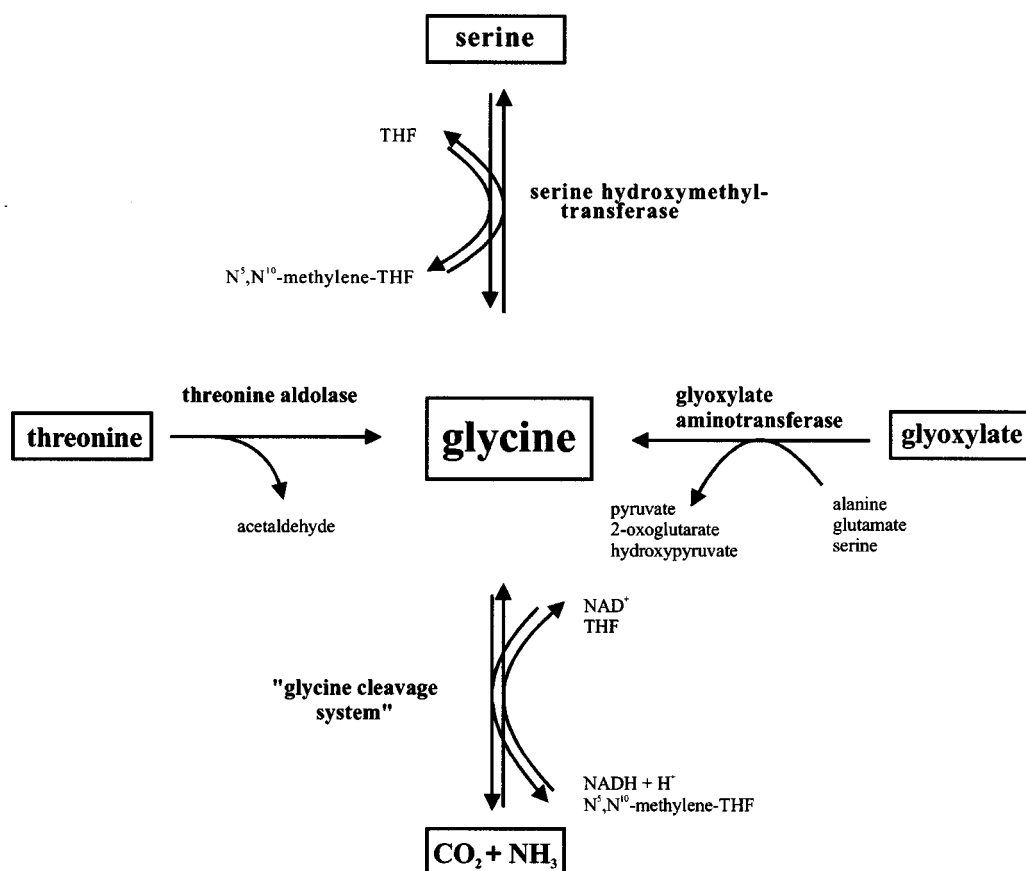 serine
THF
serine hydroxymethyl-
transferase
N⁵,N¹⁰-methylene-THF
threonine aldolase
glyoxylate
aminotransferase
threonine
glycine
glyoxylate
acetaldehyde
pyruvate
2-oxoglutarate
hydroxypyruvate
alanine
glutamate
serine
NAD⁺
THF
"glycine cleavage
system"
NADH + H⁺
N⁵,N¹⁰-methylene-THF
CO₂ + NH₃